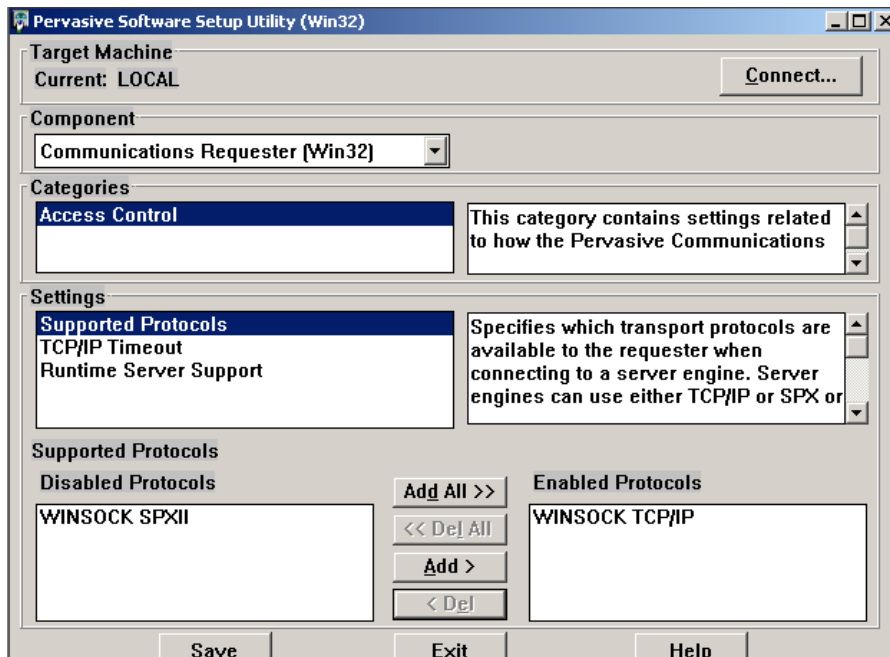 Pervasive Software Setup Utility (Win32)
Target Machine
Current: LOCAL
Connect...
Component
Communications Requester (Win32)
Categories
Access Control
This category contains settings related
to how the Pervasive Communications
Settings
Supported Protocols
TCP/IP Timeout
Runtime Server Support
Specifies which transport protocols are
available to the requester when
connecting to a server engine. Server
engines can use either TCP/IP or SPX or
Supported Protocols
Disabled Protocols
WINSOCK SPXII
Add All >>
<< Del All
Add >
< Del
Enabled Protocols
WINSOCK TCP/IP
Save
Exit
Help